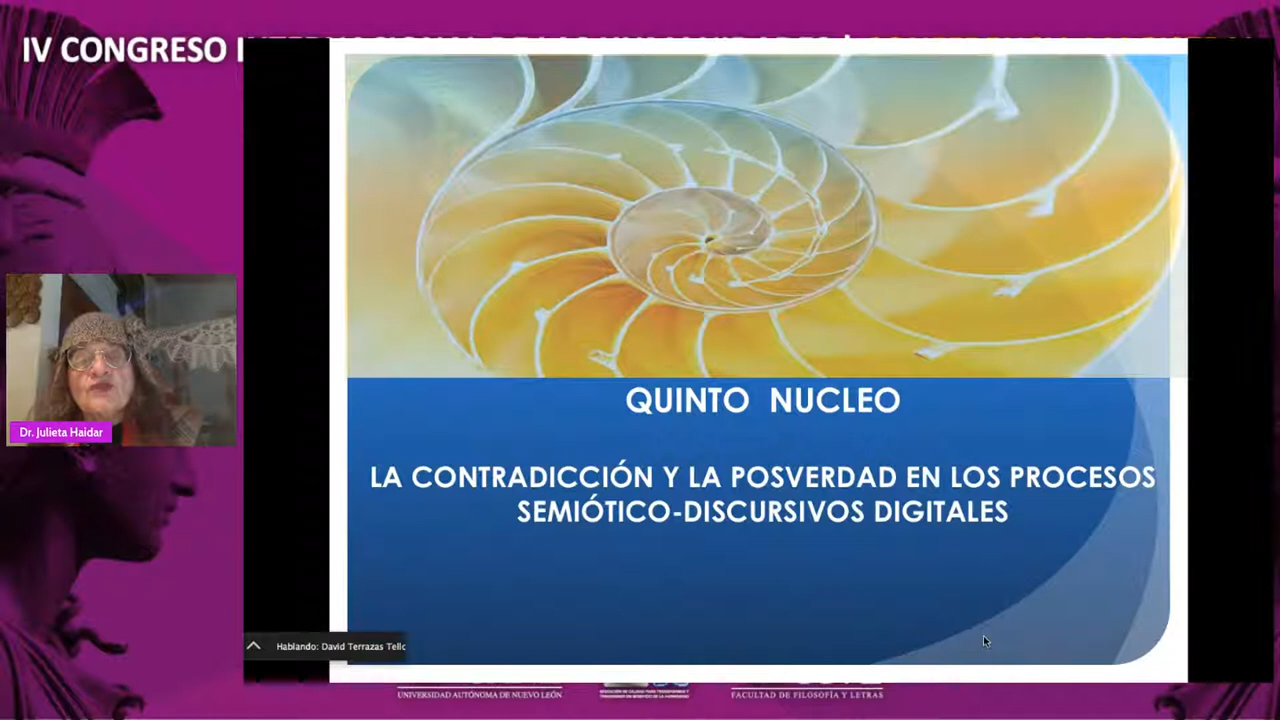 IV CONGRESO
QUINTO NUCLEO
LA CONTRADICCIÓN Y LA POSVERDAD EN LOS PROCESOS
SEMIÓTICO-DISCURSIVOS DIGITALES
Dr. Julieta Haidar
Hablando: David Terrazas Tello
UNIVERSIDAD AUTÓNOMA DE NUEVO LEÓN
FACULTAD DE FILOSOFÍA Y LETRAS